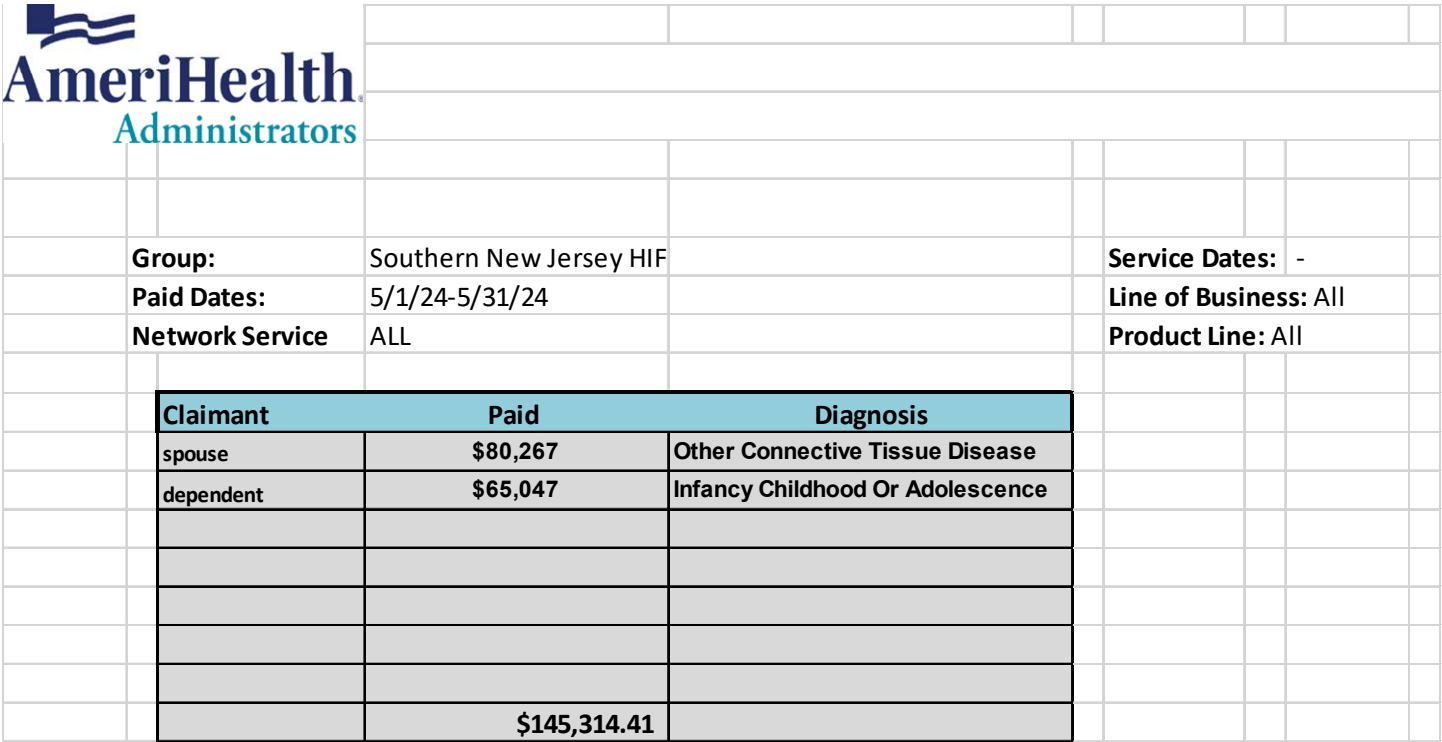 AmeriHealth
Administrators
Group: Southern New Jersey HIF Service Dates: -
Paid Dates: 5/1/24-5/31/24 Line of Business: All
Network Service ALL Product Line: All
Claimant Paid Diagnosis
spouse $80,267 Other Connective Tissue Disease
dependent $65,047 Infancy Childhood Or Adolescence
$145,314.41